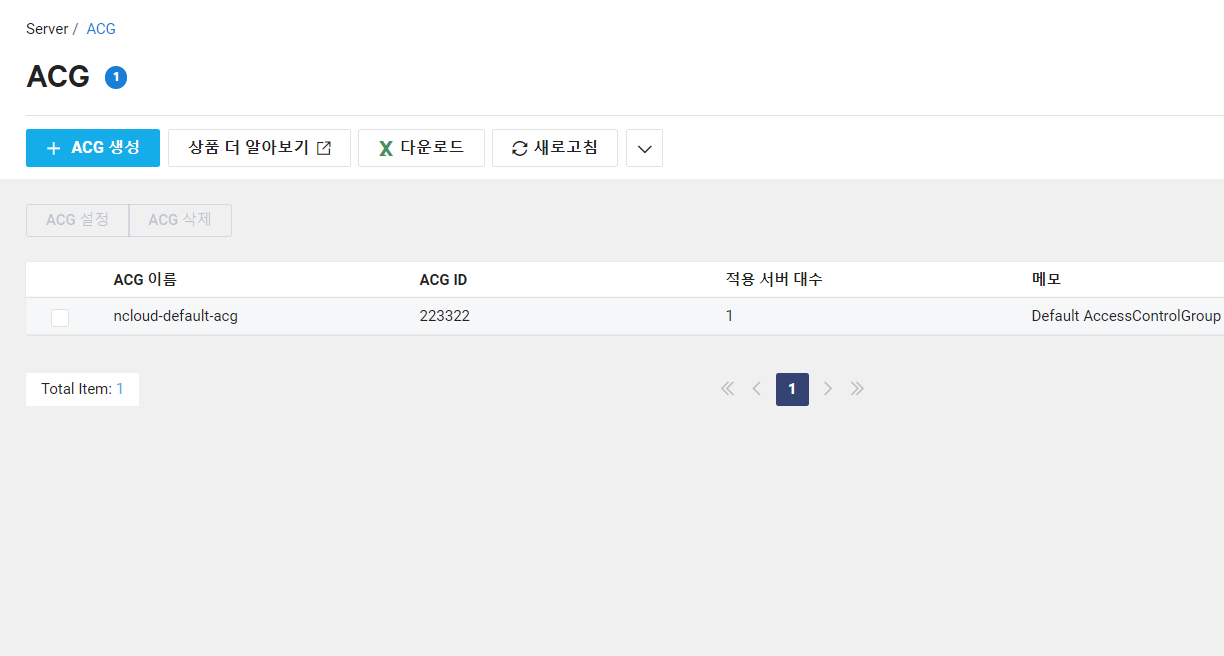 Server / ACG
ACG 1
+ ACG 생성 상품 더 알아보기 다운로드 새로고침
ACG 설정 ACG 삭제
ACG 이름 ACG ID 적용 서버 대수 메모
ncloud-default-acg 223322 1 Default AccessControlGroup
Total Item: 1 1